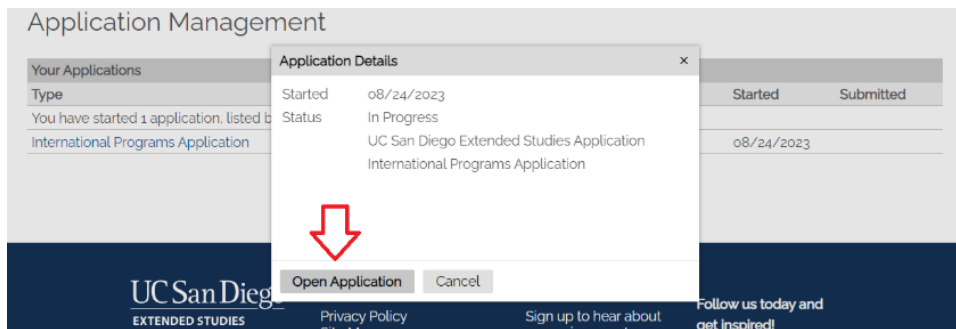 Application Management
Your Applications
Type Started Submitted
You have started 1 application, listed b
International Programs Application 08/24/2023
Application Details ×
Started 08/24/2023
Status In Progress
UC San Diego Extended Studies Application
International Programs Application
Open Application Cancel
UC San Dieg
EXTENDED STUDIES
Privacy Policy
Sign up to hear about
Follow us today and
get inspired!